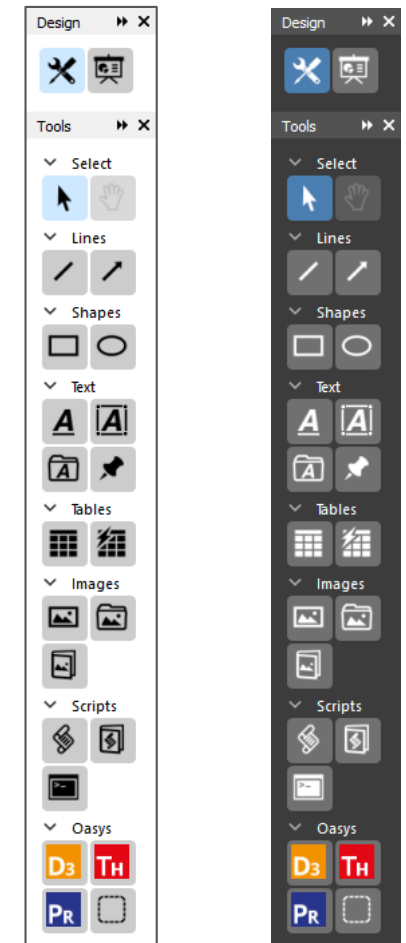 Design
Tools
Select
Lines
Shapes
Text
A A
A
Tables
Images
Scripts
>-
Oasys
D3 TH
PR
Design
Tools
Select
Lines
Shapes
Text
A A
A
Tables
Images
Scripts
>-
Oasys
D3 TH
PR